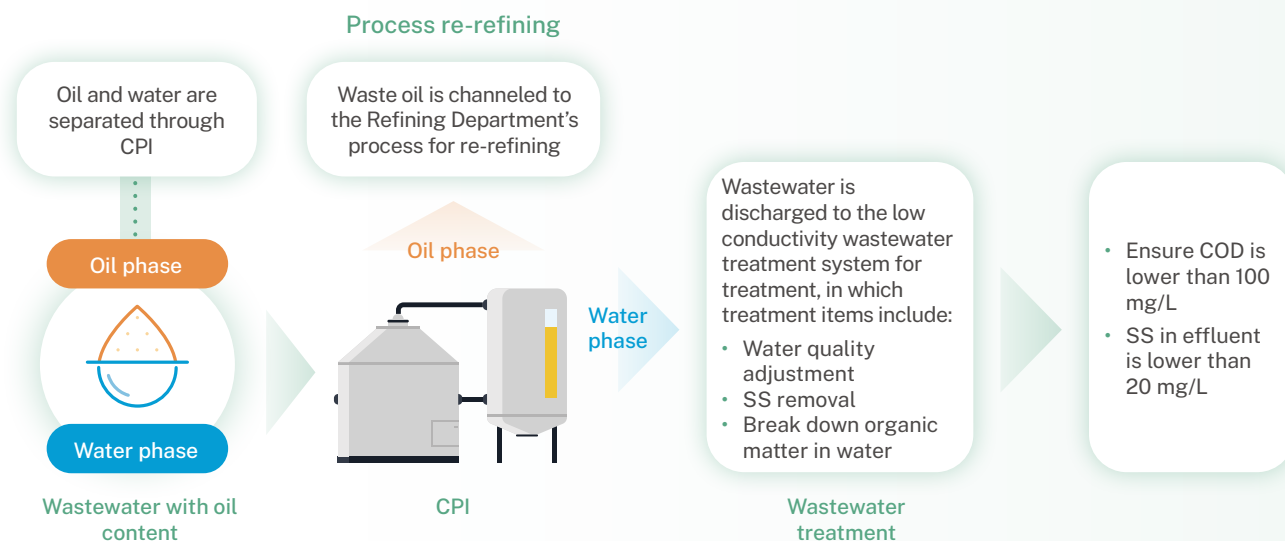 Process re-refining
Oil and water are
separated through
CPI
Waste oil is channeled to
the Refining Department's
process for re-refining
Oil phase
Water phase
Wastewater with oil
content
Oil phase
CPI
Water
phase
Wastewater is
discharged to the low
conductivity wastewater
treatment system for
treatment, in which
treatment items include:
• Water quality
adjustment
• SS removal
• Break down organic
matter in water
Wastewater
treatment
• Ensure COD is
lower than 100
mg/L
• SS in effluent
is lower than
20 mg/L